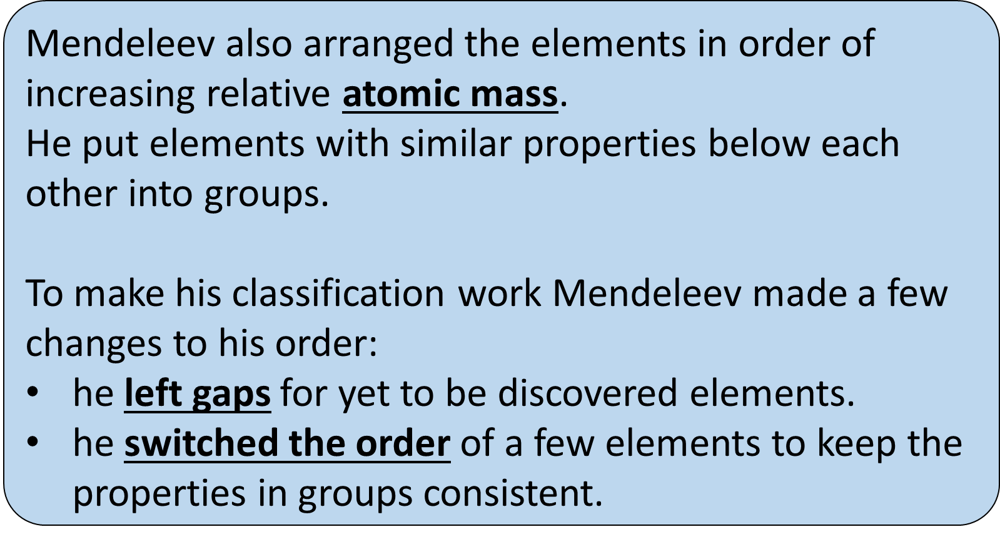 Mendeleev also arranged the elements in order of
increasing relative atomic mass.
He put elements with similar properties below each
other into groups.
To make his classification work Mendeleev made a few
changes to his order:
• he left gaps for yet to be discovered elements.
• he switched the order of a few elements to keep the
properties in groups consistent.